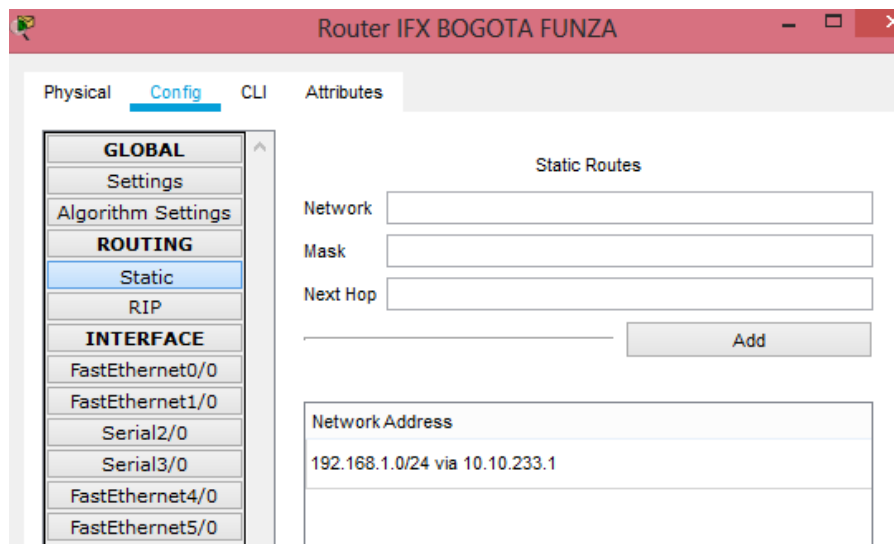 Router IFX BOGOTA FUNZA
Physical Config CLI Attributes
GLOBAL
Settings
Algorithm Settings
ROUTING
Static
RIP
INTERFACE
FastEthernet0/0
FastEthernet1/0
Serial2/0
Serial3/0
FastEthernet4/0
FastEthernet5/0
Static Routes
Network
Mask
Next Hop
Add
Network Address
192.168.1.0/24 via 10.10.233.1